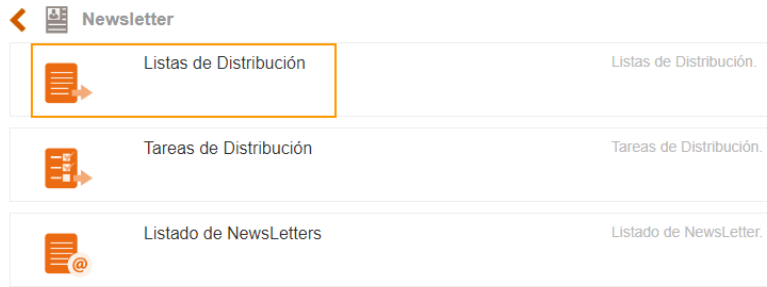 Newsletter
Listas de Distribución Listas de Distribución.
Tareas de Distribución Tareas de Distribución.
Listado de NewsLetters Listado de NewsLetter.
@